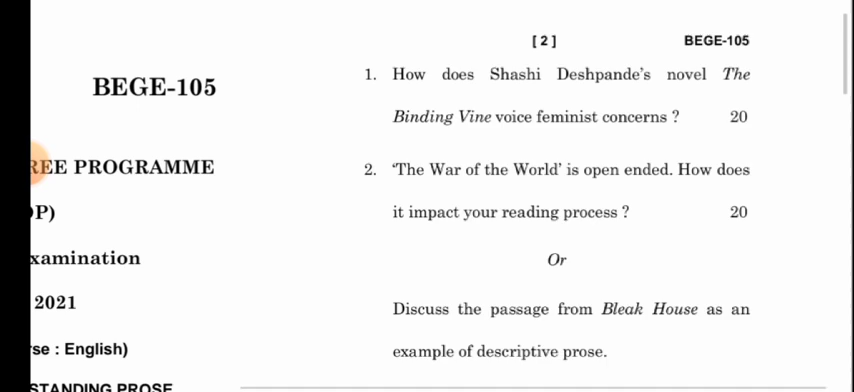 BEGE-105
REE PROGRAMME
P)
xamination
2021
se : English)
STANDING PROSE
[ 2 ] BEGE-105
1. How does Shashi Deshpande’s novel The
Binding Vine voice feminist concerns ? 20
2. ‘The War of the World’ is open ended. How does
it impact your reading process ? 20
Or
Discuss the passage from Bleak House as an
example of descriptive prose.